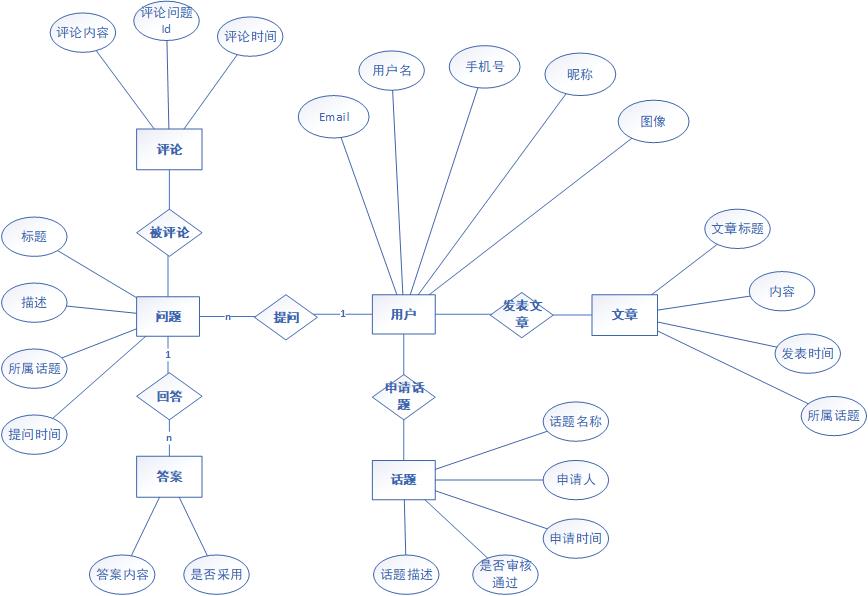 评论内容
评论问题
Id
评论时间
Email
用户名
手机号
昵称
图像
评论
被评论
标题
描述
所属话题
提问时间
问题
n
提问
1
用户
发表文
章
文章
文章标题
内容
发表时间
所属话题
1
回答
n
答案
答案内容
是否采用
申请话
题
话题
话题名称
申请人
申请时间
是否审核
通过
话题描述